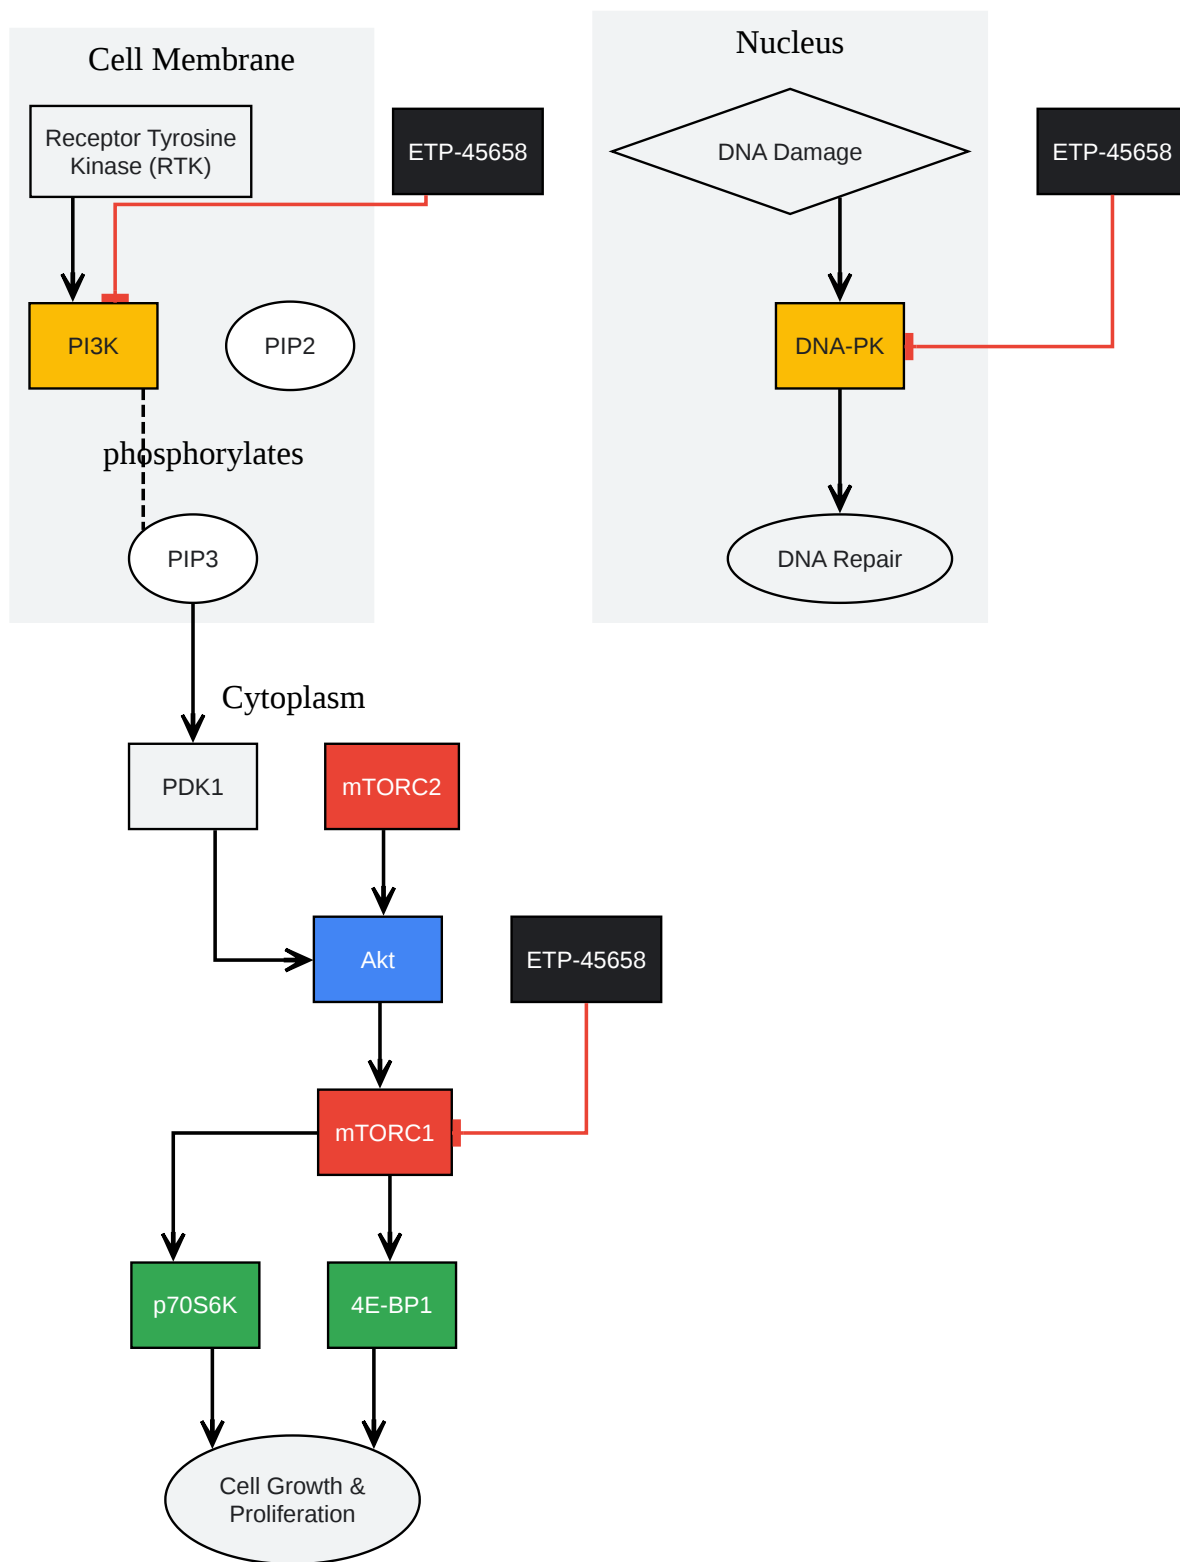 Cell Membrane
Receptor Tyrosine
Kinase (RTK)
ETP-45658
PI3K
PIP2
phosphorylates
PIP3
Nucleus
DNA Damage
ETP-45658
DNA-PK
DNA Repair
Cytoplasm
PDK1
mTORC2
Akt
ETP-45658
mTORC1
p70S6K
4E-BP1
Cell Growth &
Proliferation